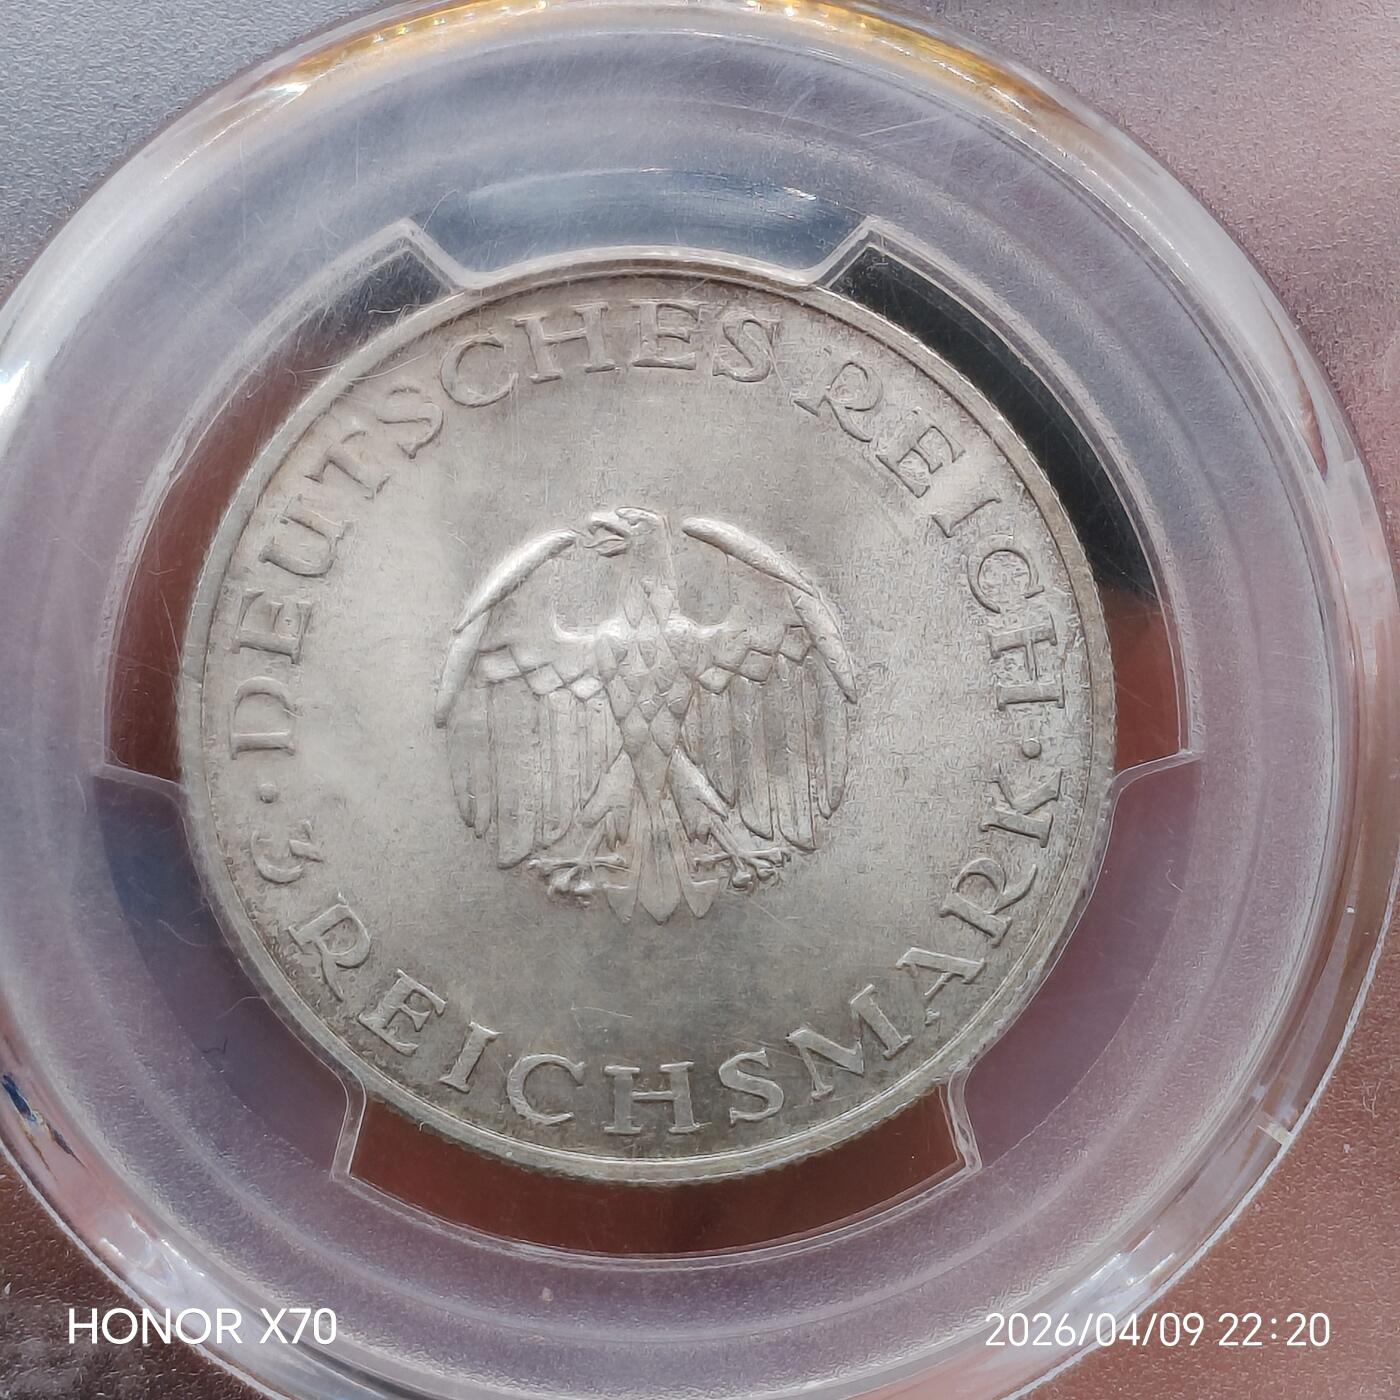 ·DEUTSCHES REICH·
3 REICHSMARK
HONOR X70
2026/04/09 22:20